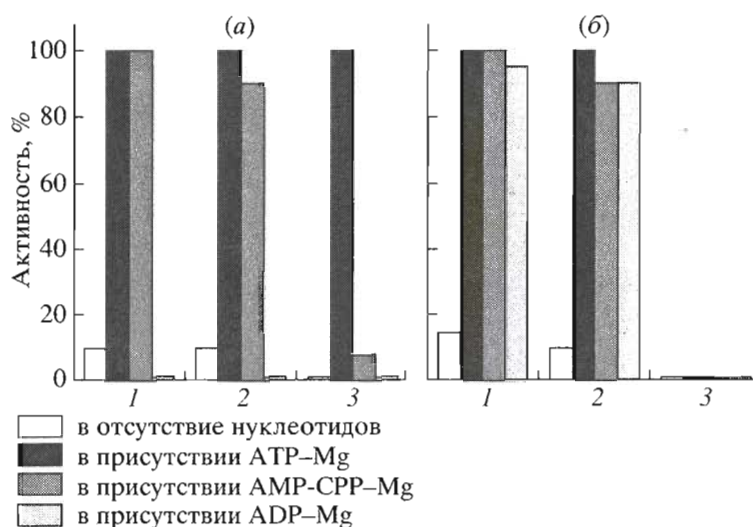 (а) (б)
Активность, %
100
80
60
40
20
0
1 2 3 1 2 3
в отсутствие нуклеотидов
в присутствии ATP–Mg
в присутствии AMP-CPP–Mg
в присутствии ADP–Mg